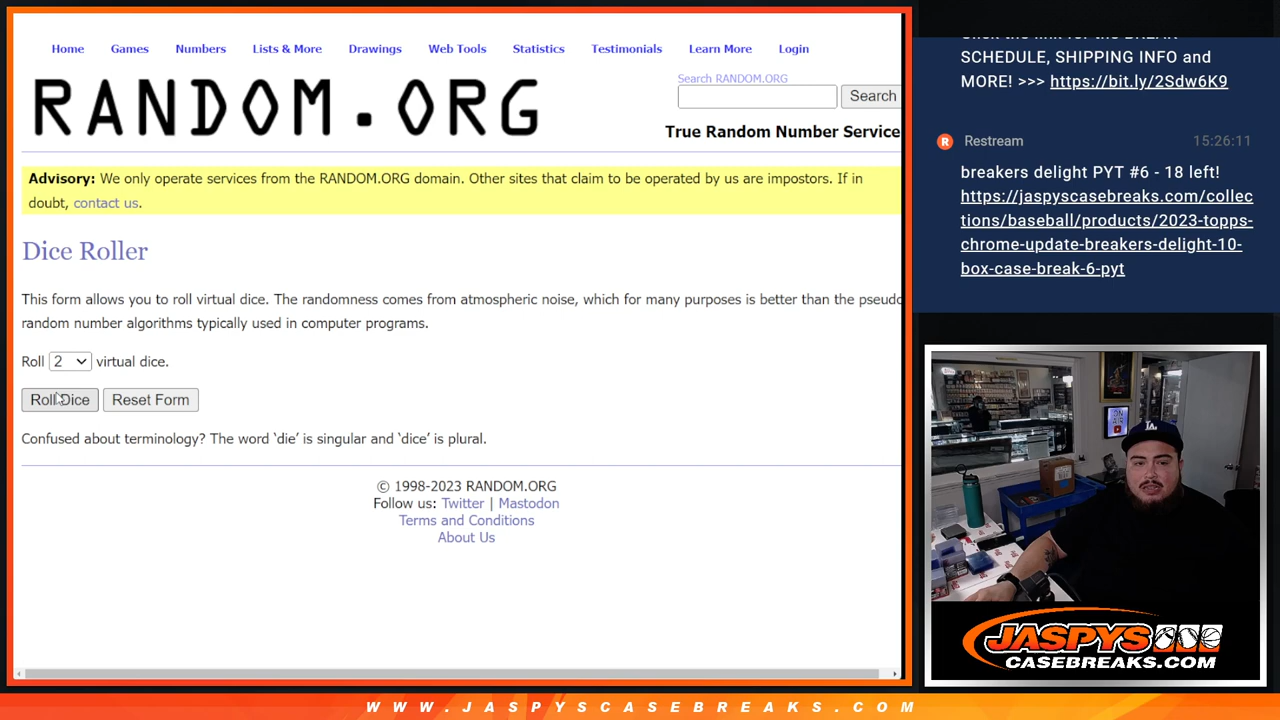 Home Games Numbers Lists & More Drawings Web Tools Statistics Testimonials Learn More Login
RANDOM.ORG
Search RANDOM.ORG
Search
True Random Number Service
Advisory: We only operate services from the RANDOM.ORG domain. Other sites that claim to be operated by us are impostors. If in
doubt, contact us.
Dice Roller
This form allows you to roll virtual dice. The randomness comes from atmospheric noise, which for many purposes is better than the pseudo
random number algorithms typically used in computer programs.
Roll 2 virtual dice.
Roll Dice Reset Form
Confused about terminology? The word ‘die’ is singular and ‘dice’ is plural.
© 1998-2023 RANDOM.ORG
Follow us: Twitter | Mastodon
Terms and Conditions
About Us
SCHEDULE, SHIPPING INFO and
MORE! >>> https://bit.ly/2Sdw6K9
Restream 15:26:11
breakers delight PYT #6 - 18 left!
https://jaspyscasebreaks.com/collec
tions/baseball/products/2023-topps-
chrome-update-breakers-delight-10-
box-case-break-6-pyt
JASPYS
CASEBREAKS.COM
WWW.JASPYSCASEBREAKS.COM